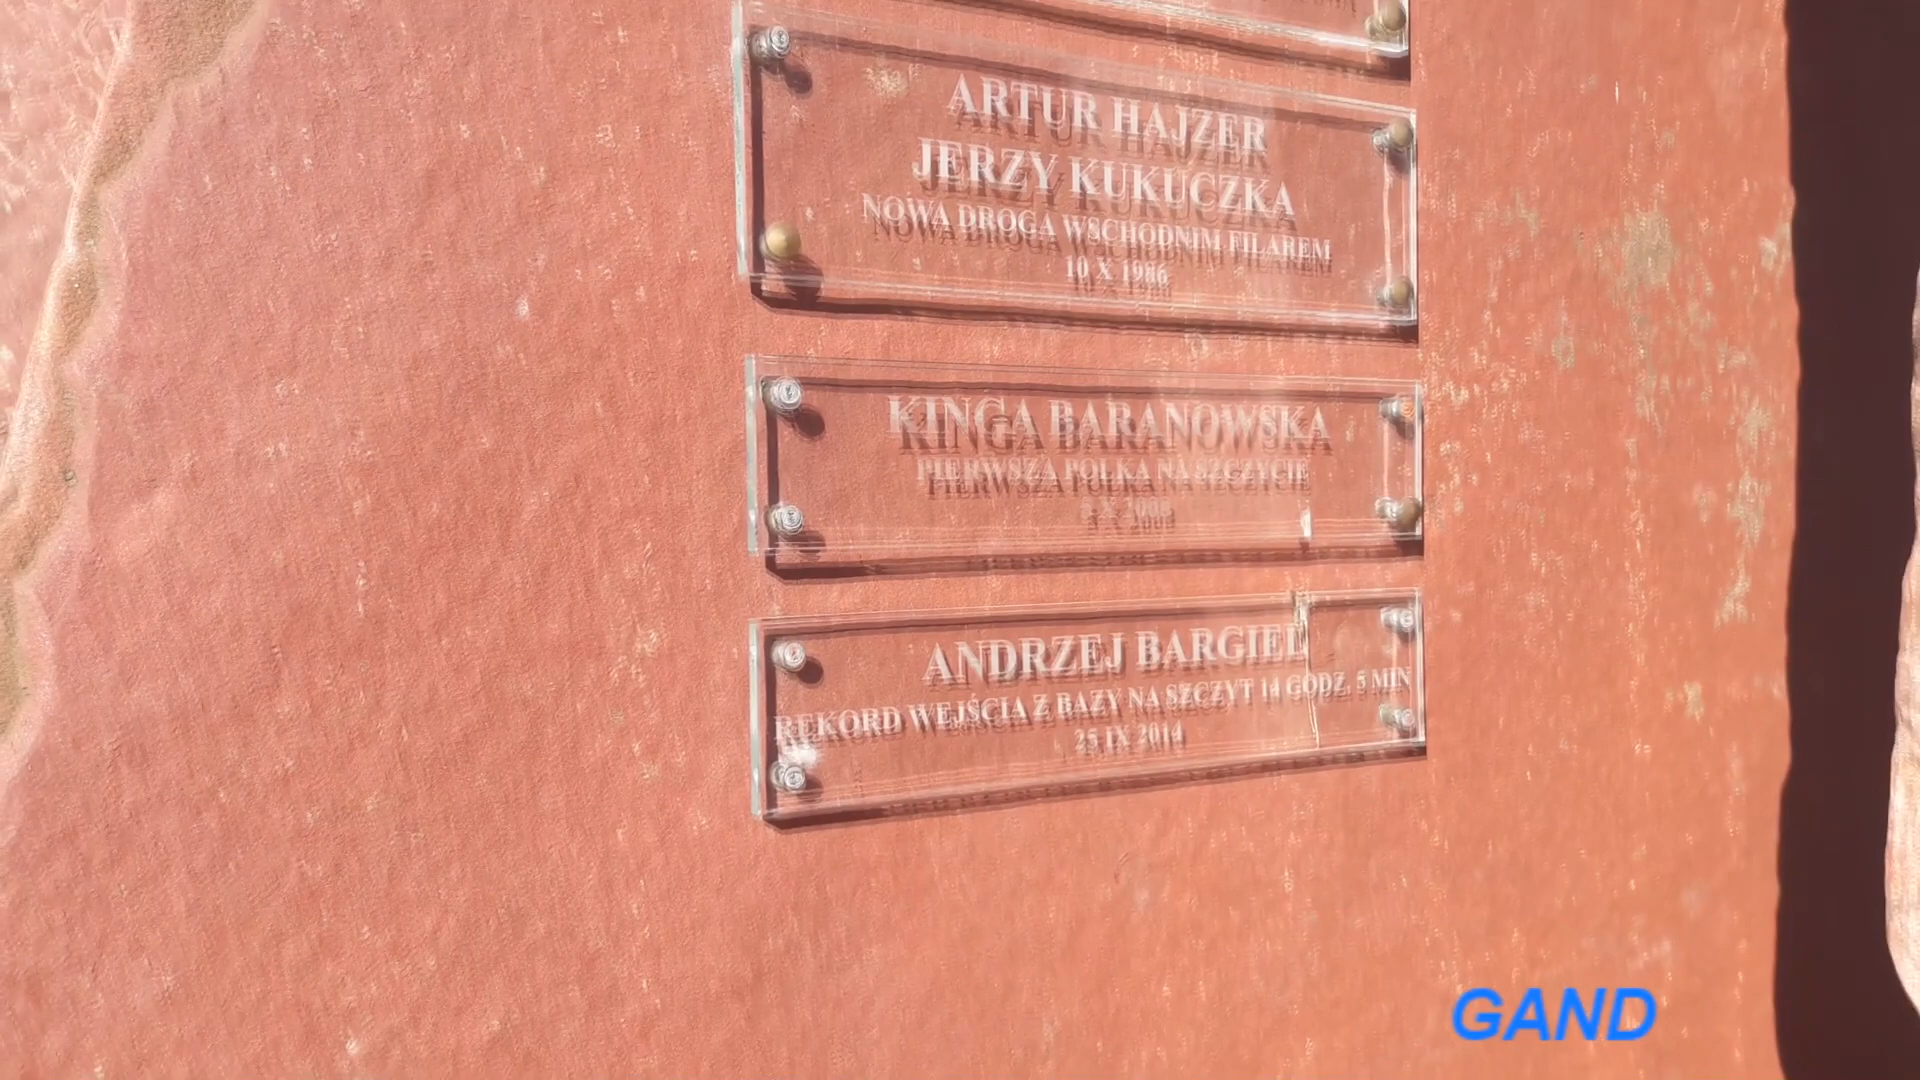 ARTUR HAJZER
JERZY KUKUCZKA
NOWA DROGA WSCHODNIM FILAREM
10 X 1986
KINGA BARANOWSKA
PIERWSZA POLKA NA SZCZYCIE
ANDRZEJ BARGIEL
REKORD WEJŚCIA Z BAZY NA SZCZYT 14 GODZ. 5 MIN
25 IX 2014
GAND